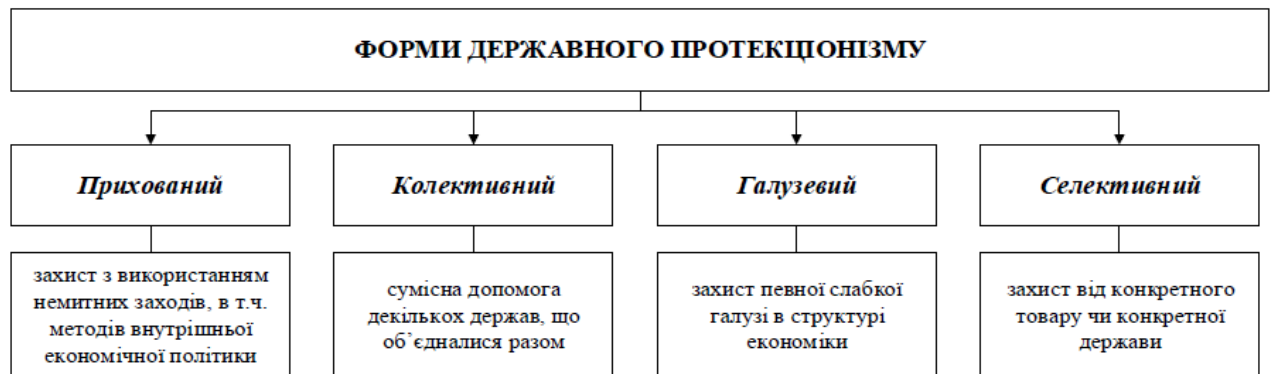 ФОРМИ ДЕРЖАВНОГО ПРОТЕКЦІОНІЗМУ
Прихований
Колективний
Галузевий
Селективний
захист з використанням
немитних заходів, в т.ч.
методів внутрішньої
економічної політики
сумісна допомога
декількох держав, що
об’єдналися разом
захист певної слабкої
галузі в структурі
економіки
захист від конкретного
товару чи конкретної
держави